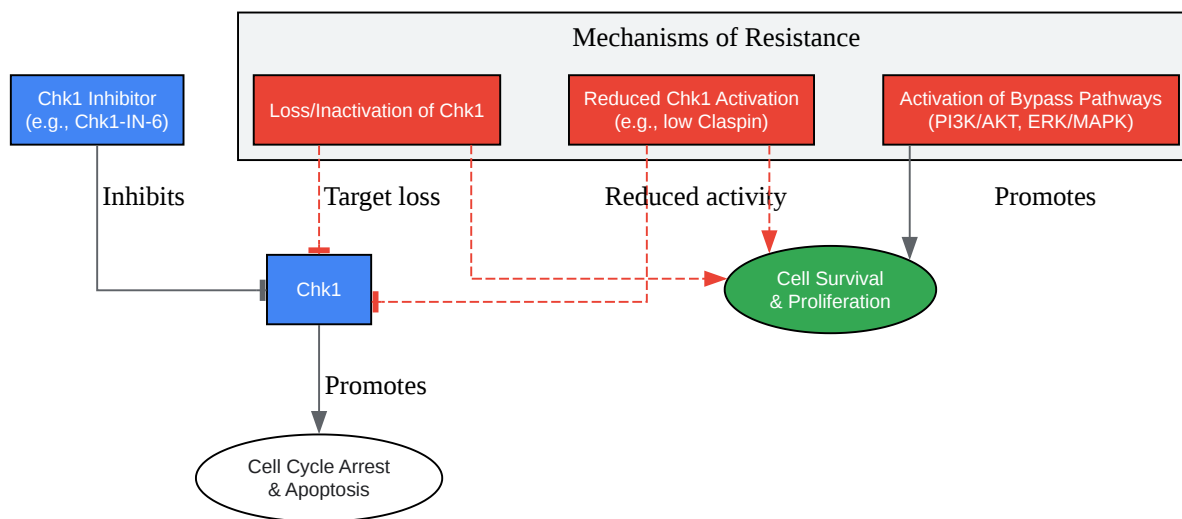 Mechanisms of Resistance
Chk1 Inhibitor
(e.g., Chk1-IN-6)
Loss/Inactivation of Chk1
Reduced Chk1 Activation
(e.g., low Claspin)
Activation of Bypass Pathways
(PI3K/AKT, ERK/MAPK)
Inhibits
Target loss
Reduced activity
Promotes
Chk1
Cell Survival
& Proliferation
Promotes
Cell Cycle Arrest
& Apoptosis